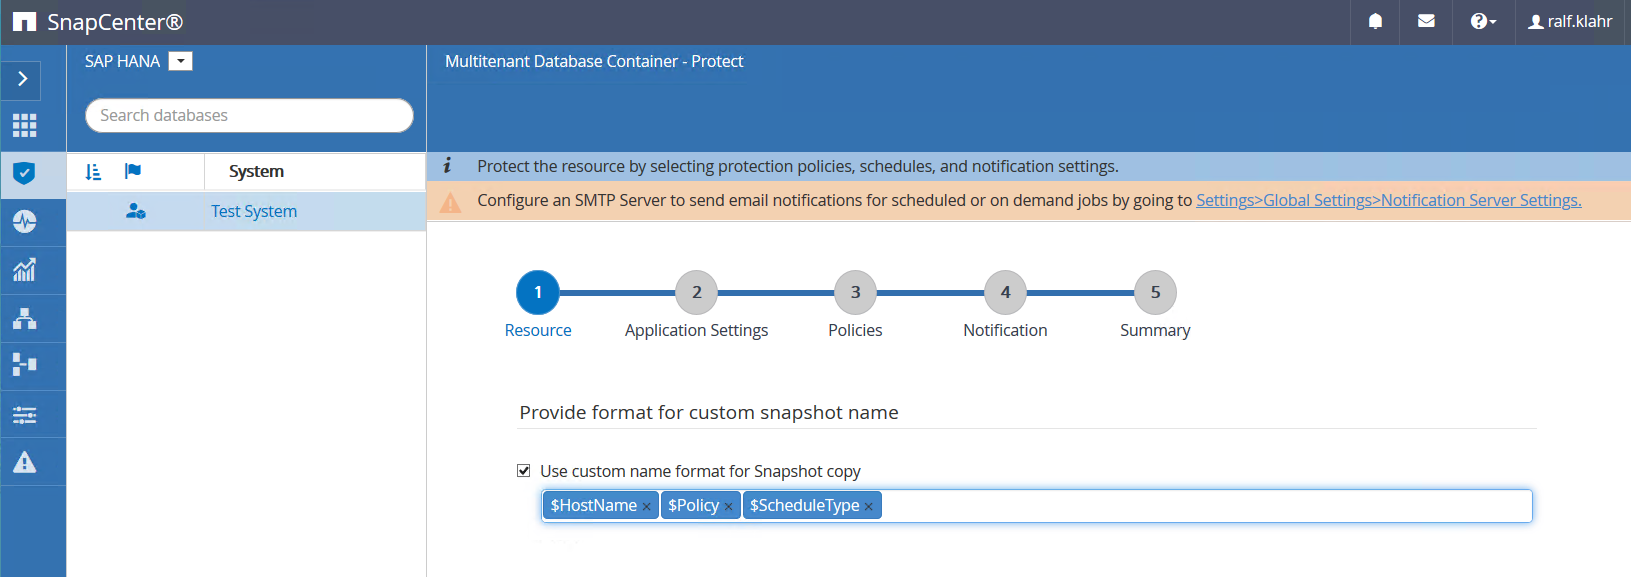 SnapCenter®
ralf.klahr
SAP HANA
Multitenant Database Container - Protect
Search databases
System
Test System
Protect the resource by selecting protection policies, schedules, and notification settings.
Configure an SMTP Server to send email notifications for scheduled or on demand jobs by going to Settings>Global Settings>Notification Server Settings.
1 2 3 4 5
Resource Application Settings Policies Notification Summary
Provide format for custom snapshot name
Use custom name format for Snapshot copy
$HostName × $Policy × $ScheduleType ×